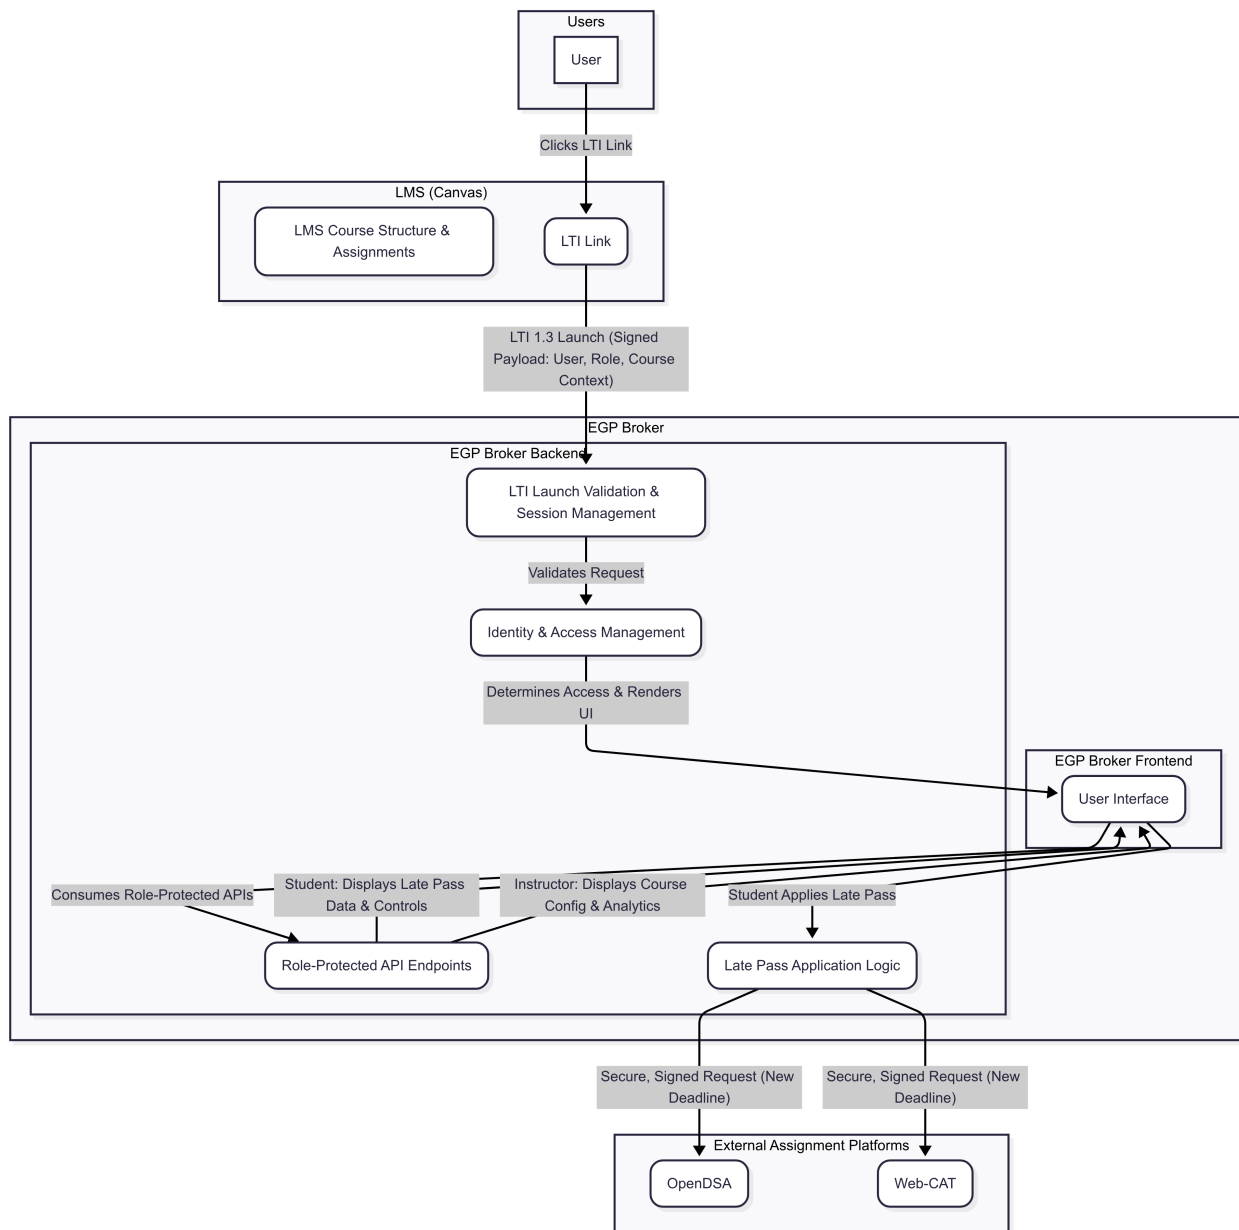 Users
User
Clicks LTI Link
LMS (Canvas)
LMS Course Structure &
Assignments
LTI Link
LTI 1.3 Launch (Signed
Payload: User, Role, Course
Context)
EGP Broker
EGP Broker Backend
LTI Launch Validation &
Session Management
Validates Request
Identity & Access Management
Determines Access & Renders
UI
EGP Broker Frontend
User Interface
Consumes Role-Protected APIs
Student: Displays Late Pass
Data & Controls
Instructor: Displays Course
Config & Analytics
Student Applies Late Pass
Role-Protected API Endpoints
Late Pass Application Logic
Secure, Signed Request (New
Deadline)
Secure, Signed Request (New
Deadline)
External Assignment Platforms
OpenDSA
Web-CAT